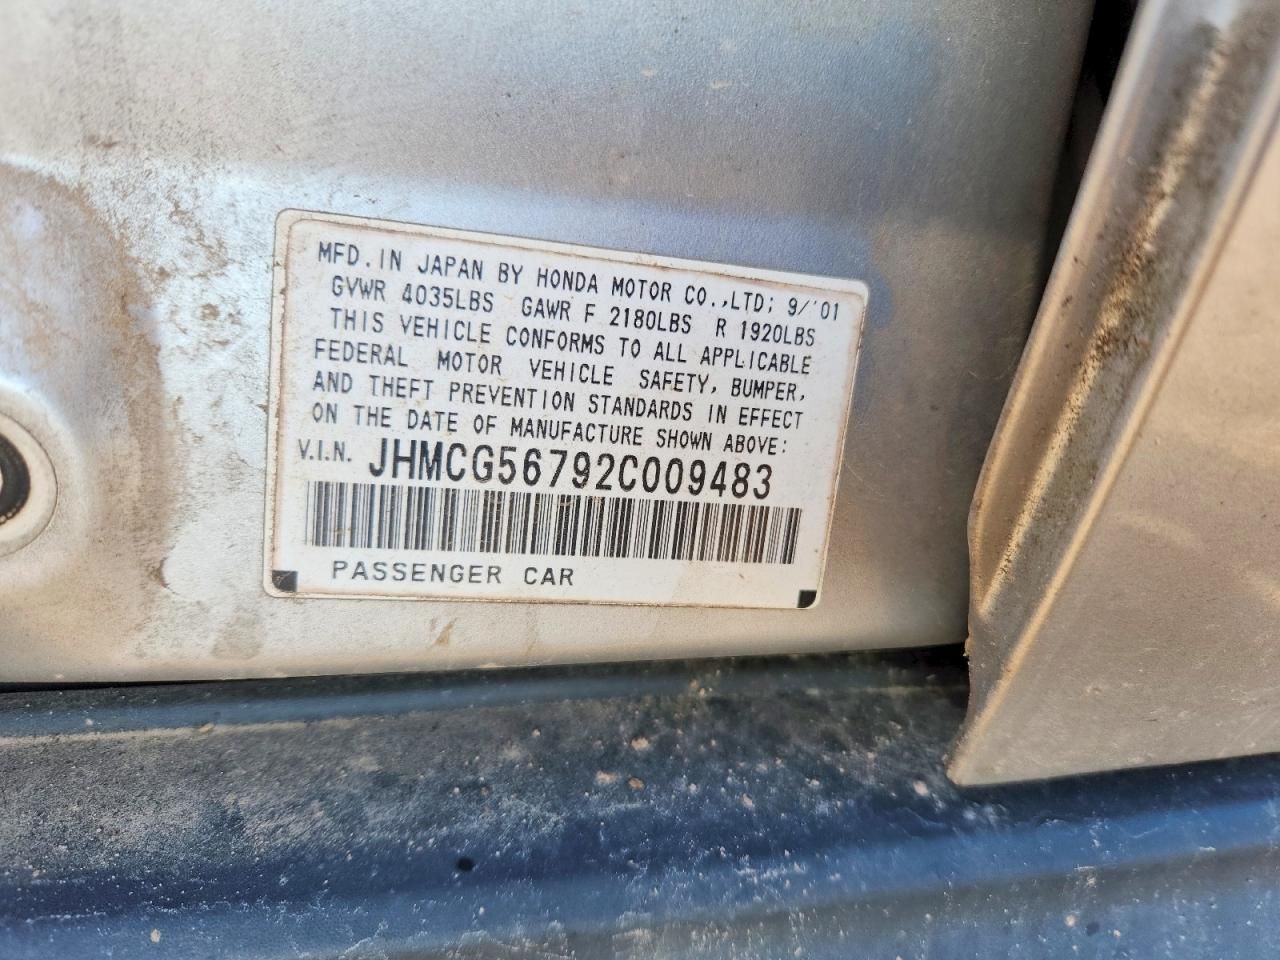 MFD. IN JAPAN BY HONDA MOTOR CO.,LTD; 9/'01
GVWR 4035LBS GAWR F 2180LBS R 1920LBS
THIS VEHICLE CONFORMS TO ALL APPLICABLE
FEDERAL MOTOR VEHICLE SAFETY, BUMPER,
AND THEFT PREVENTION STANDARDS IN EFFECT
ON THE DATE OF MANUFACTURE SHOWN ABOVE:
V.I.N. JHMCG56792C009483
PASSENGER CAR